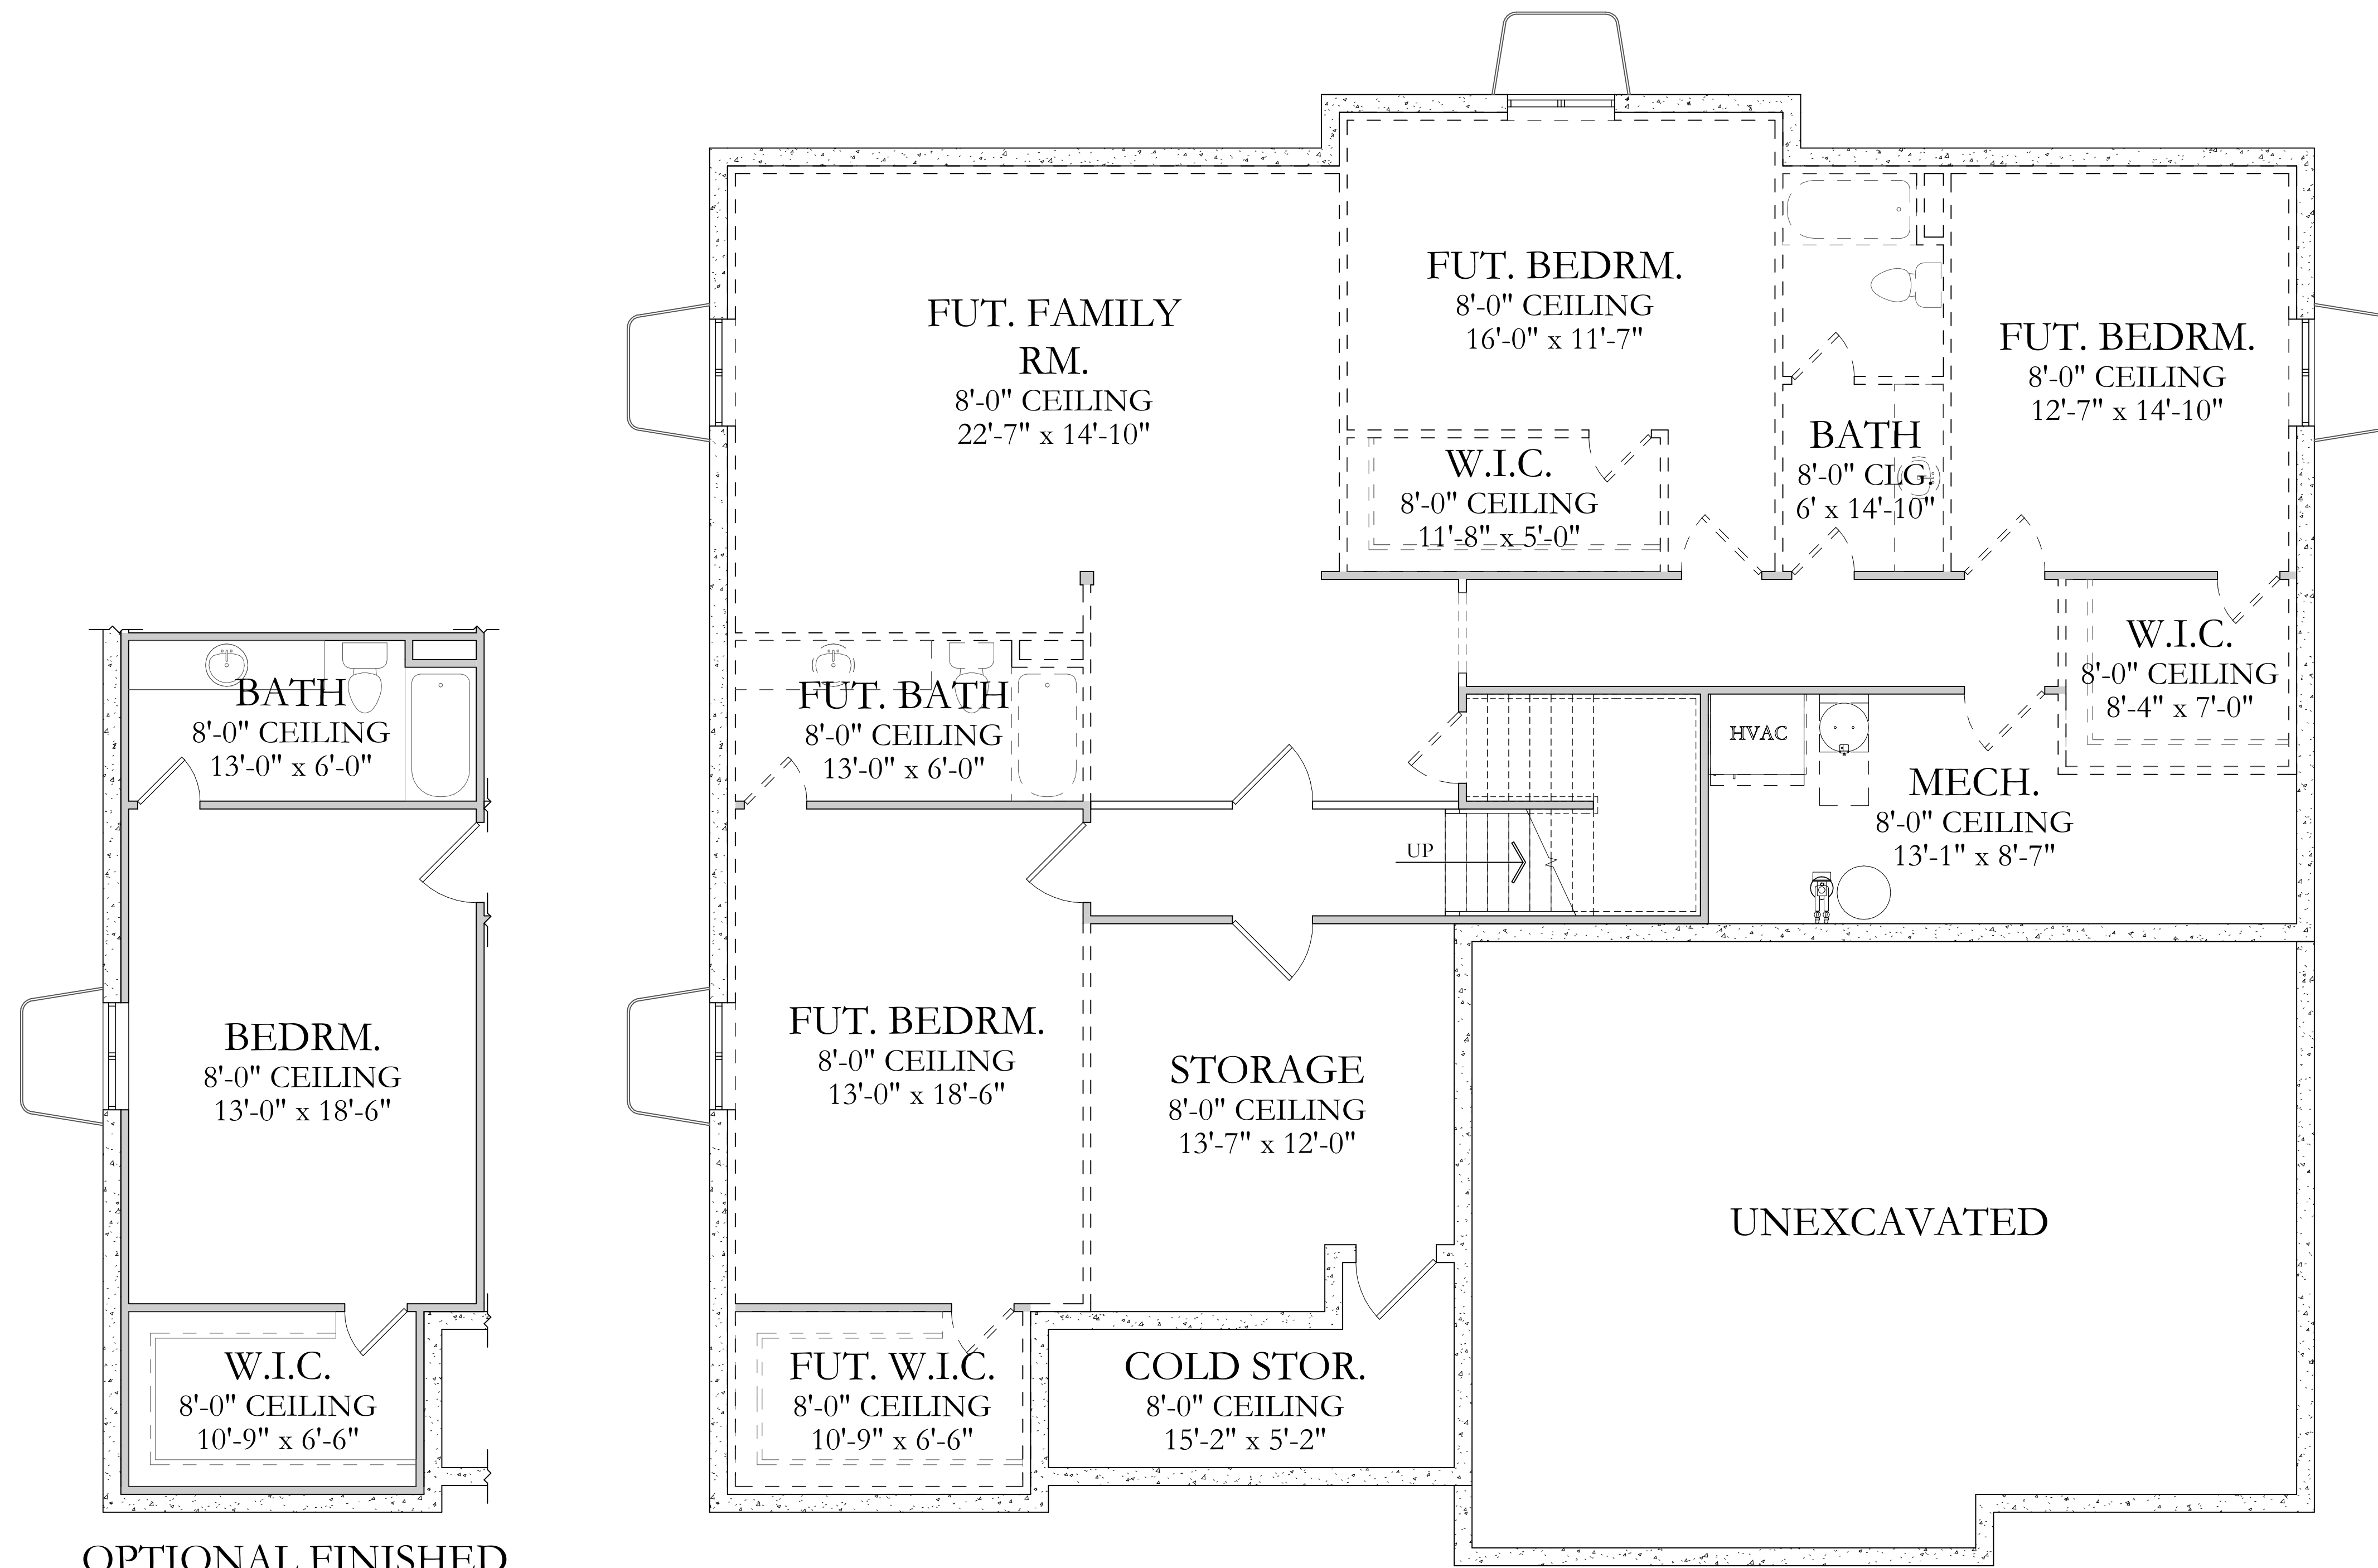 FUT. BEDRM.
8'-0" CEILING
16'-0" x 11'-7"
FUT. FAMILY
RM.
8'-0" CEILING
22'-7" x 14'-10"
FUT. BEDRM.
8'-0" CEILING
12'-7" x 14'-10"
W.I.C.
8'-0" CEILING
11'-8" x 5'-0"
BATH
8'-0" CLG.
6' x 14'-10"
W.I.C.
8'-0" CEILING
8'-4" x 7'-0"
BATH
8'-0" CEILING
13'-0" x 6'-0"
FUT. BATH
8'-0" CEILING
13'-0" x 6'-0"
HVAC
MECH.
8'-0" CEILING
13'-1" x 8'-7"
UP
BEDRM.
8'-0" CEILING
13'-0" x 18'-6"
FUT. BEDRM.
8'-0" CEILING
13'-0" x 18'-6"
STORAGE
8'-0" CEILING
13'-7" x 12'-0"
UNEXCAVATED
W.I.C.
8'-0" CEILING
10'-9" x 6'-6"
FUT. W.I.C.
8'-0" CEILING
10'-9" x 6'-6"
COLD STOR.
8'-0" CEILING
15'-2" x 5'-2"
OPTIONAL FINISHED